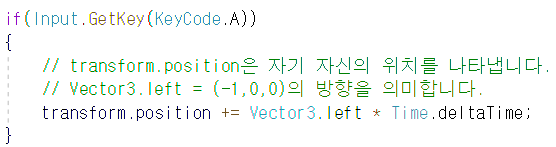 if(Input.GetKey(KeyCode.A))
{
// transform.position은 자기 자신의 위치를 나타냅니다.
// Vector3.left = (-1,0,0)의 방향을 의미합니다.
transform.position += Vector3.left * Time.deltaTime;
}